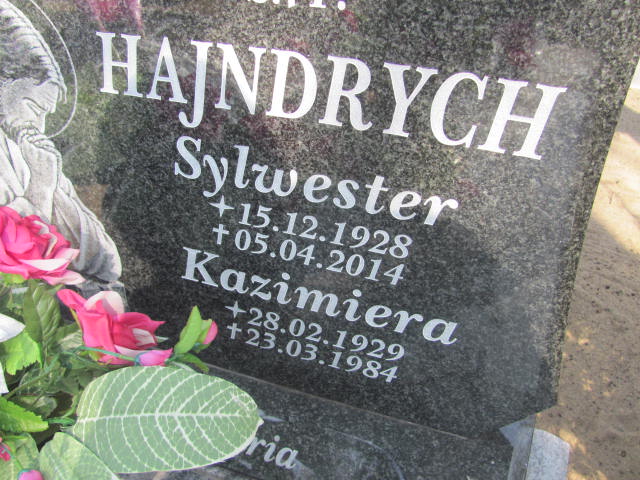 HAJNDRYCH
Sylwester
15.12.1928
✝05.04.2014
Kazimiera
28.02.1929
✝23.03.1984